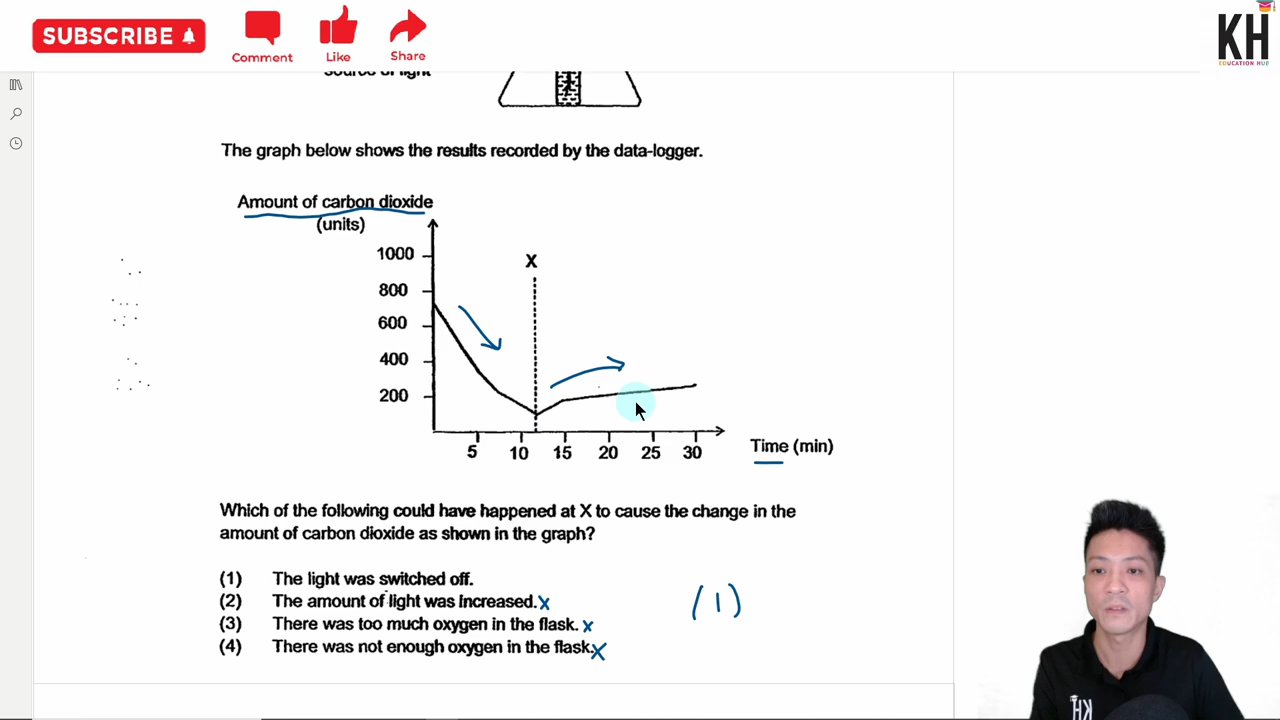 SUBSCRIBE
Comment
Like
Share
KH
EDUCATION HUB
source of light
The graph below shows the results recorded by the data-logger.
Amount of carbon dioxide
(units)
1000
800
600
400
200
X
5 10 15 20 25 30
Time (min)
Which of the following could have happened at X to cause the change in the
amount of carbon dioxide as shown in the graph?
(1) The light was switched off.
(2) The amount of light was increased. x
(3) There was too much oxygen in the flask. x
(4) There was not enough oxygen in the flask. x
(1)
KH